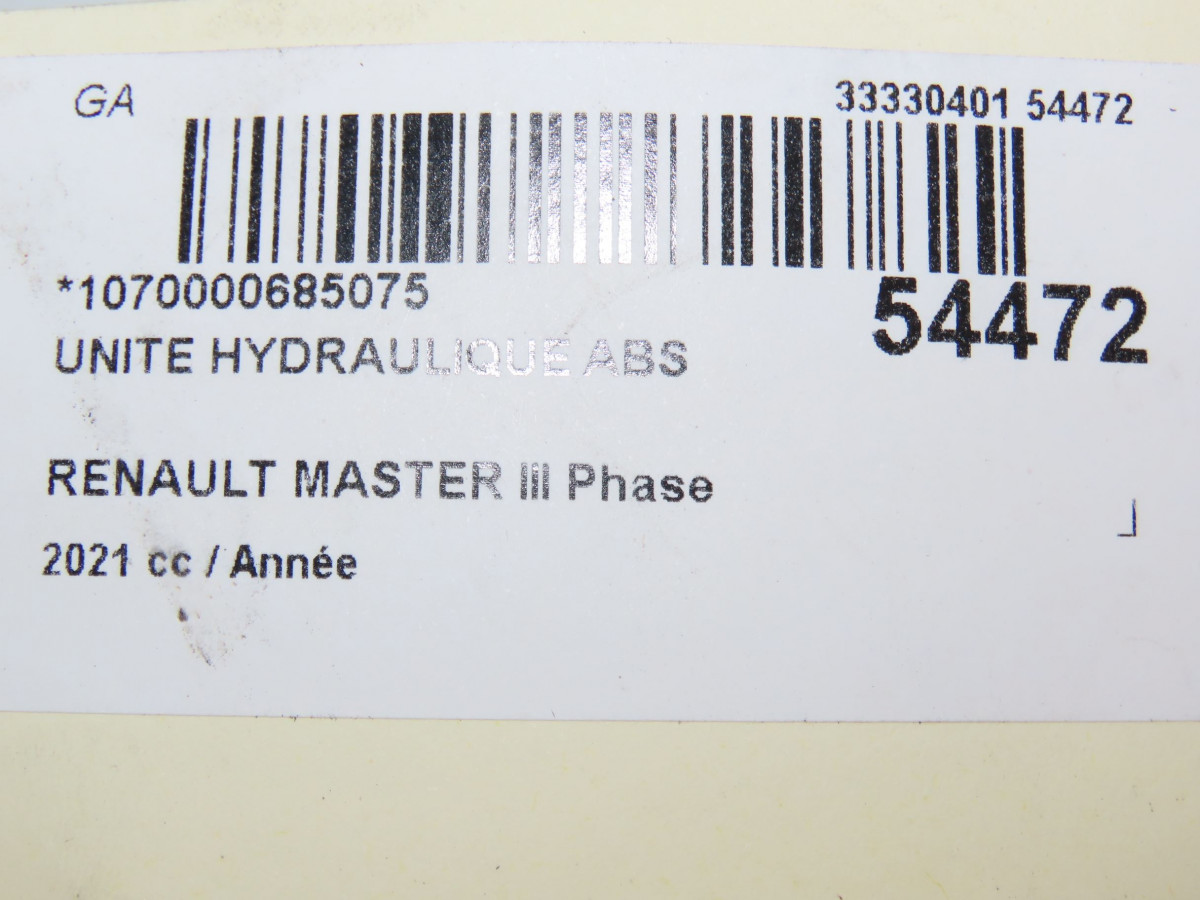 GA
33330401 54472
*1070000685075
54472
UNITE HYDRAULIQUE ABS
RENAULT MASTER III Phase
2021 cc / Année